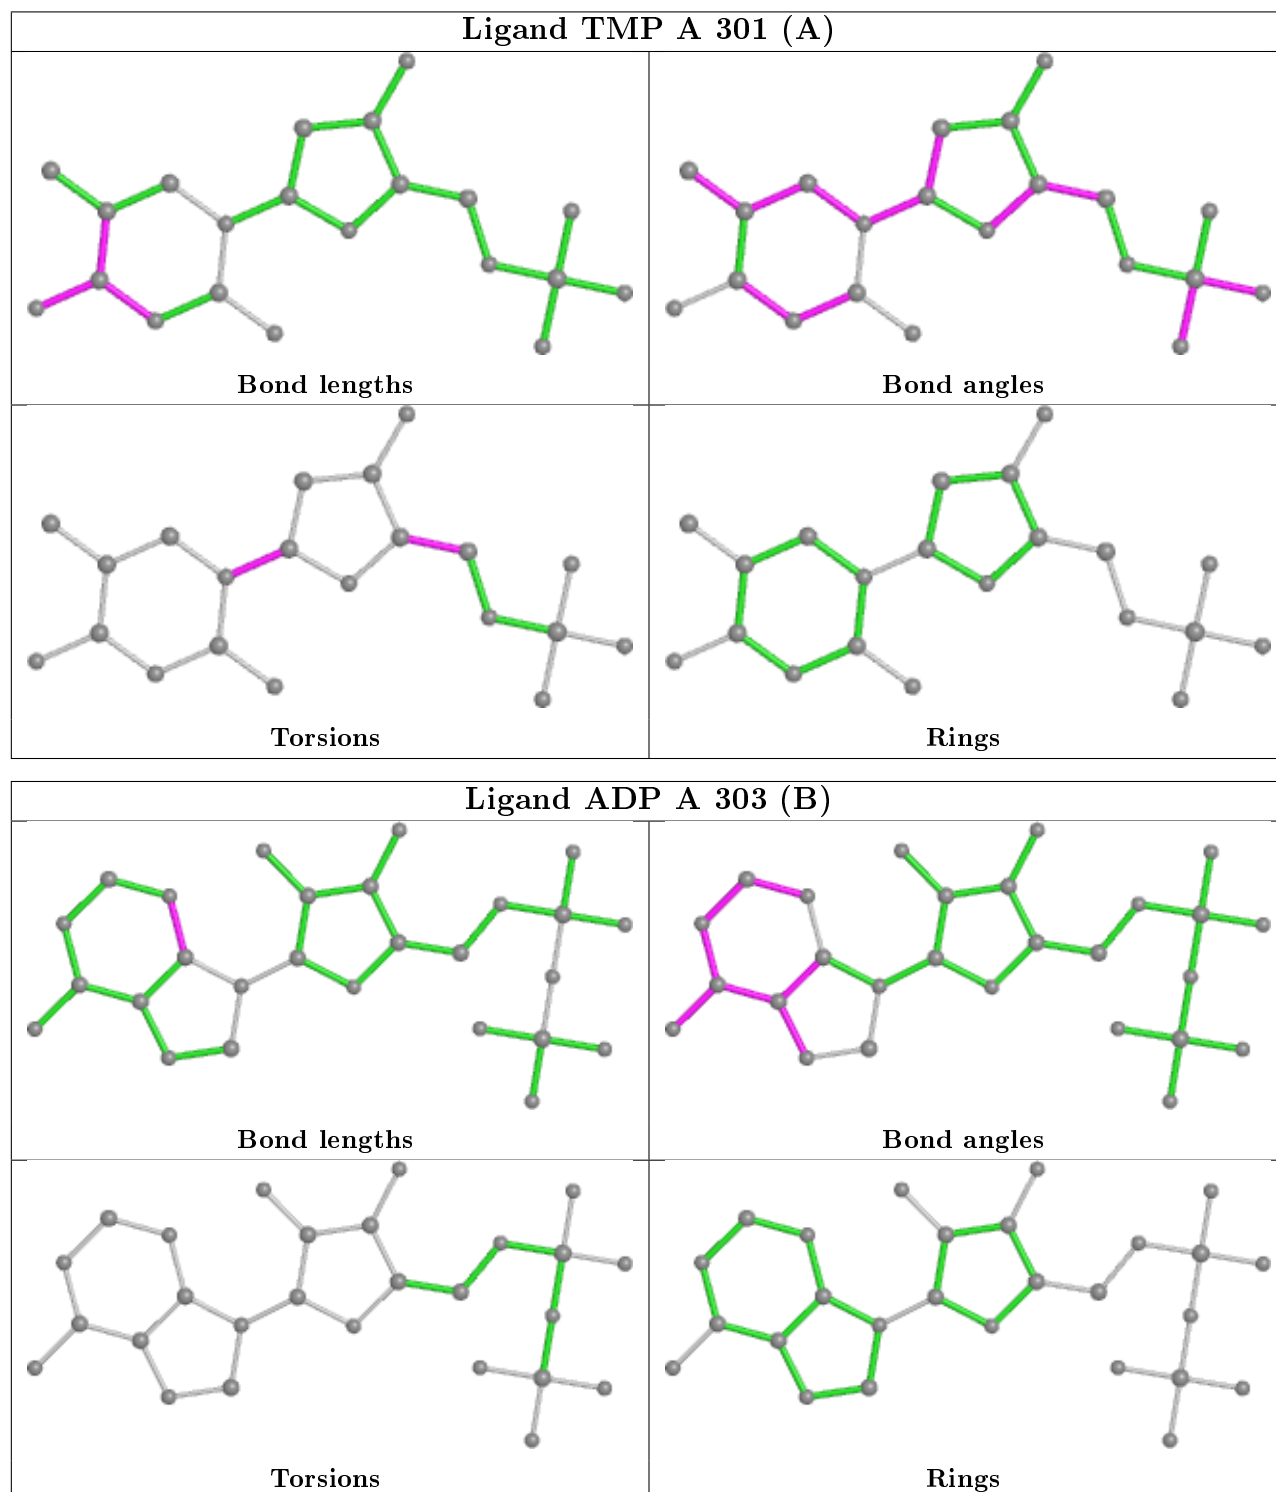 Ligand TMP A 301 (A)
Bond lengths
Bond angles
Torsions
Rings
Ligand ADP A 303 (B)
Bond lengths
Bond angles
Torsions
Rings